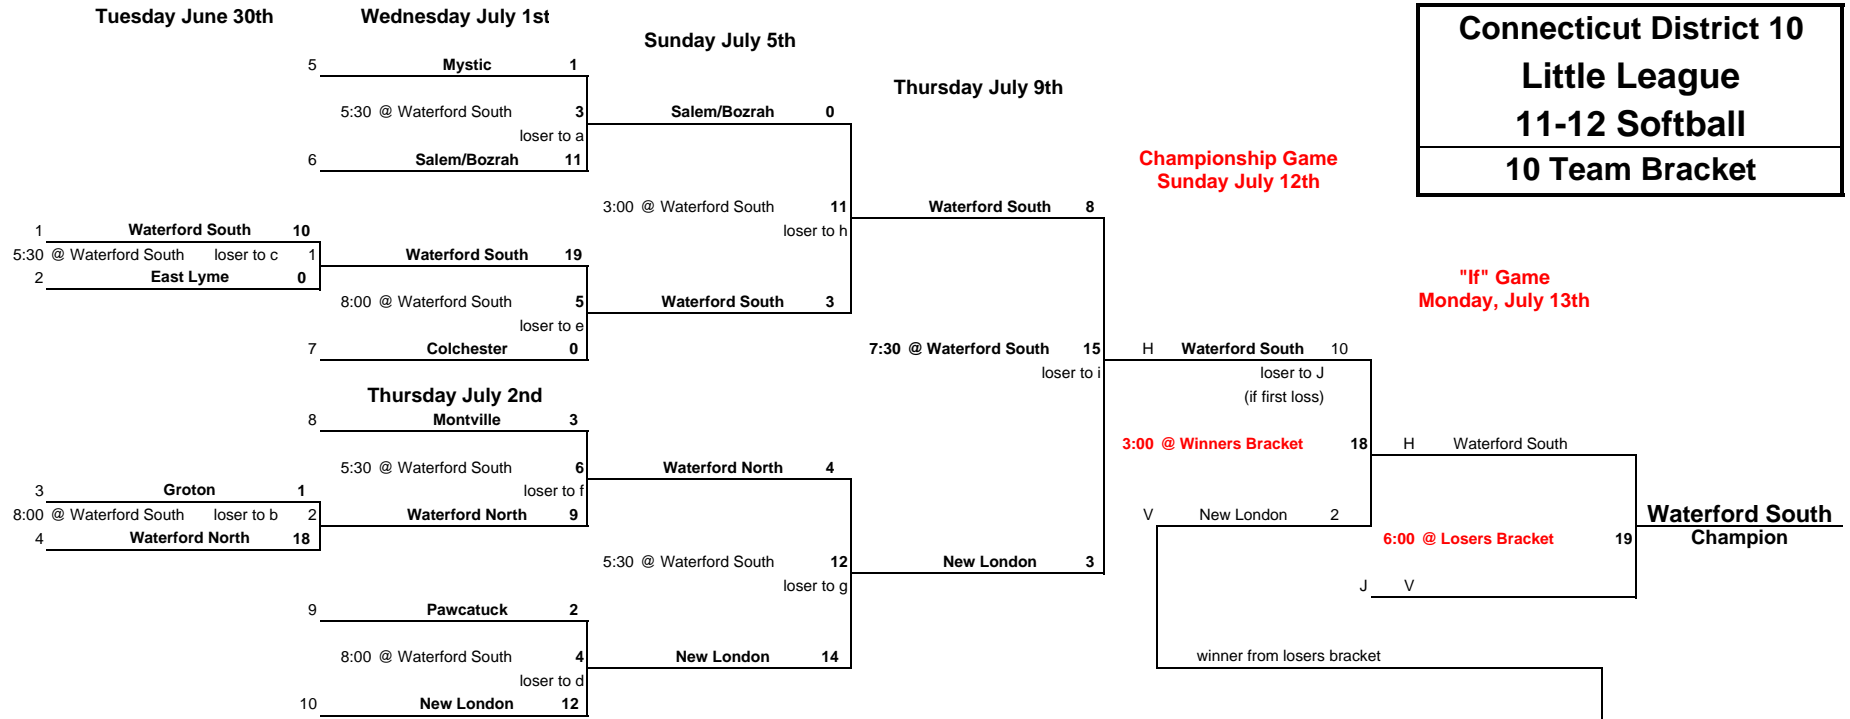 Tuesday June 30th
Wednesday July 1st
Sunday July 5th
Thursday July 9th
Connecticut District 10
Little League
11-12 Softball
10 Team Bracket
5 Mystic 1
5:30 @ Waterford South 3
loser to a
6 Salem/Bozrah 11
Salem/Bozrah 0
Championship Game
Sunday July 12th
3:00 @ Waterford South 11
loser to h
Waterford South 8
1 Waterford South 10
5:30 @ Waterford South loser to c 1
2 East Lyme 0
Waterford South 19
8:00 @ Waterford South 5
loser to e
7 Colchester 0
Waterford South 3
"If" Game
Monday, July 13th
7:30 @ Waterford South 15
loser to i
H Waterford South 10
loser to J
(if first loss)
Thursday July 2nd
8 Montville 3
5:30 @ Waterford South 6
loser to f
Waterford North 9
3 Groton 1
8:00 @ Waterford South loser to b 2
4 Waterford North 18
Waterford North 4
3:00 @ Winners Bracket 18
H Waterford South
V New London 2
Waterford South
Champion
6:00 @ Losers Bracket 19
5:30 @ Waterford South 12
loser to g
New London 3
J V
9 Pawcatuck 2
8:00 @ Waterford South 4
loser to d
10 New London 12
New London 14
winner from losers bracket